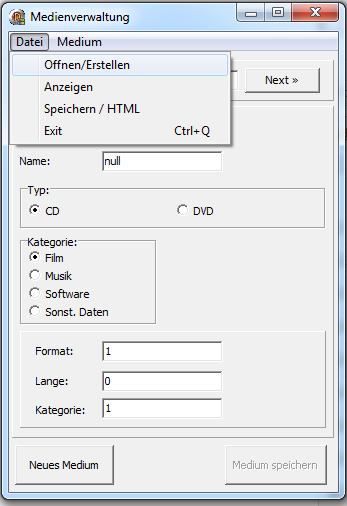 Medienverwaltung
Datei Medium
Offnen/Erstellen
Anzeigen
Speichern / HTML
Exit Ctrl+Q
Next »
Name: null
Typ:
CD DVD
Kategorie:
Film
Musik
Software
Sonst. Daten
Format: 1
Lange: 0
Kategorie: 1
Neues Medium Medium speichern